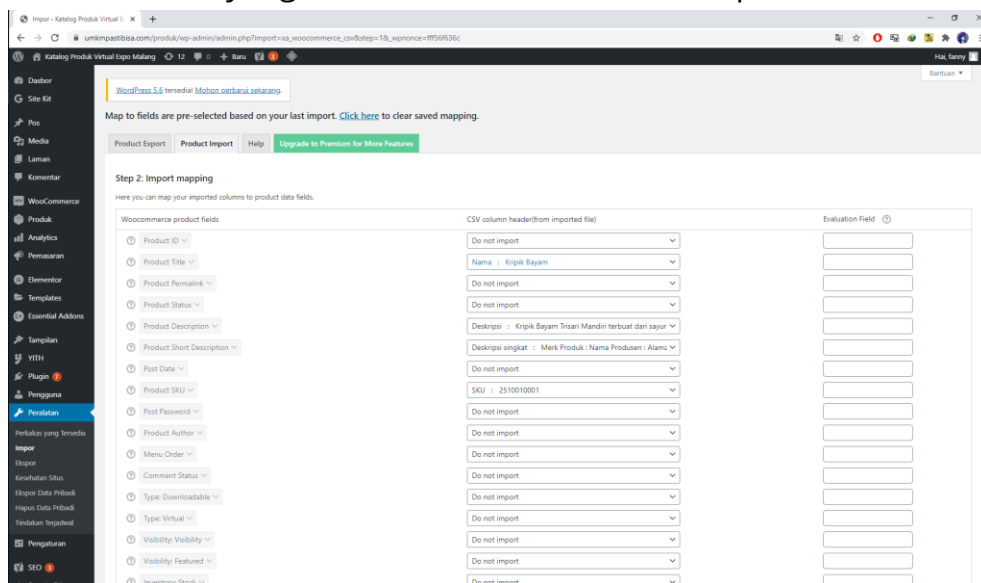 Impor ‹ Katalog Produk Virtual E
umkmpastibisa.com/produk/wp-admin/admin.php?import=xa_woocommerce_csv&step=1&_wpnonce=fff56f636c
Katalog Produk Virtual Expo Malang 12 0 + Baru 3 Hai, fanny
Bantuan
Dasbor
Site Kit
Pos
Media
Laman
Komentar
WooCommerce
Produk
Analytics
Pemasaran
Elementor
Templates
Essential Addons
Tampilan
YITH
Plugin 7
Pengguna
Peralatan
Perkakas yang Tersedia
Impor
Ekspor
Kesehatan Situs
Ekspor Data Pribadi
Hapus Data Pribadi
Tindakan Terjadwal
Pengaturan
SEO 3
WordPress 5.6 tersedia! Mohon perbarui sekarang.
Map to fields are pre-selected based on your last import. Click here to clear saved mapping.
Product Export Product Import Help Upgrade to Premium for More Features
Step 2: Import mapping
Here you can map your imported columns to product data fields.
Woocommerce product fields CSV column header(from imported file) Evaluation Field
Product ID Do not import
Product Title Nama : Kripik Bayam
Product Permalink Do not import
Product Status Do not import
Product Description Deskripsi : Kripik Bayam Trisari Mandiri terbuat dari sayur
Product Short Description Deskripsi singkat : Merk Produk : Nama Produsen : Alama
Post Date Do not import
Product SKU SKU : 2510010001
Post Password Do not import
Product Author Do not import
Menu Order Do not import
Comment Status Do not import
Type: Downloadable Do not import
Type: Virtual Do not import
Visibility: Visibility Do not import
Visibility: Featured Do not import
Inventory: Stock Do not import